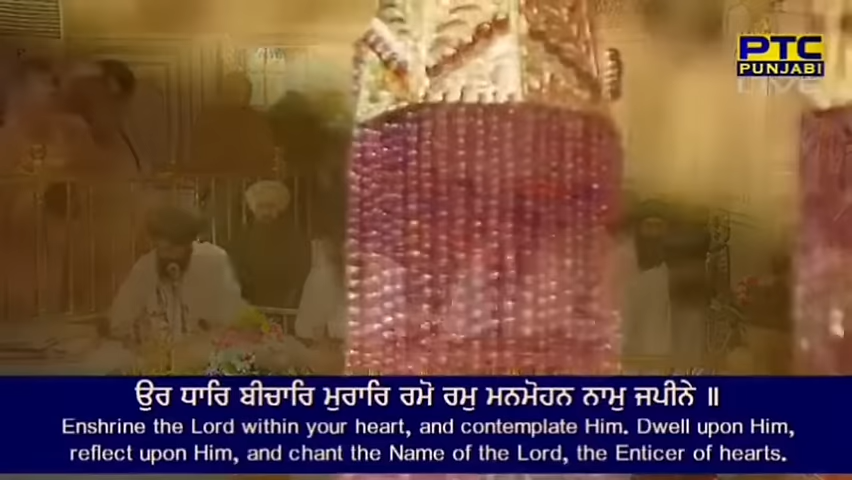 PTC
PUNJABI
LIVE
ਉਰ ਧਾਰਿ ਬੀਚਾਰਿ ਮੁਰਾਰਿ ਰਮੋ ਰਮੁ ਮਨਮੋਹਨ ਨਾਮੁ ਜਪੀਨੇ ॥
Enshrine the Lord within your heart, and contemplate Him. Dwell upon Him,
reflect upon Him, and chant the Name of the Lord, the Enticer of hearts.